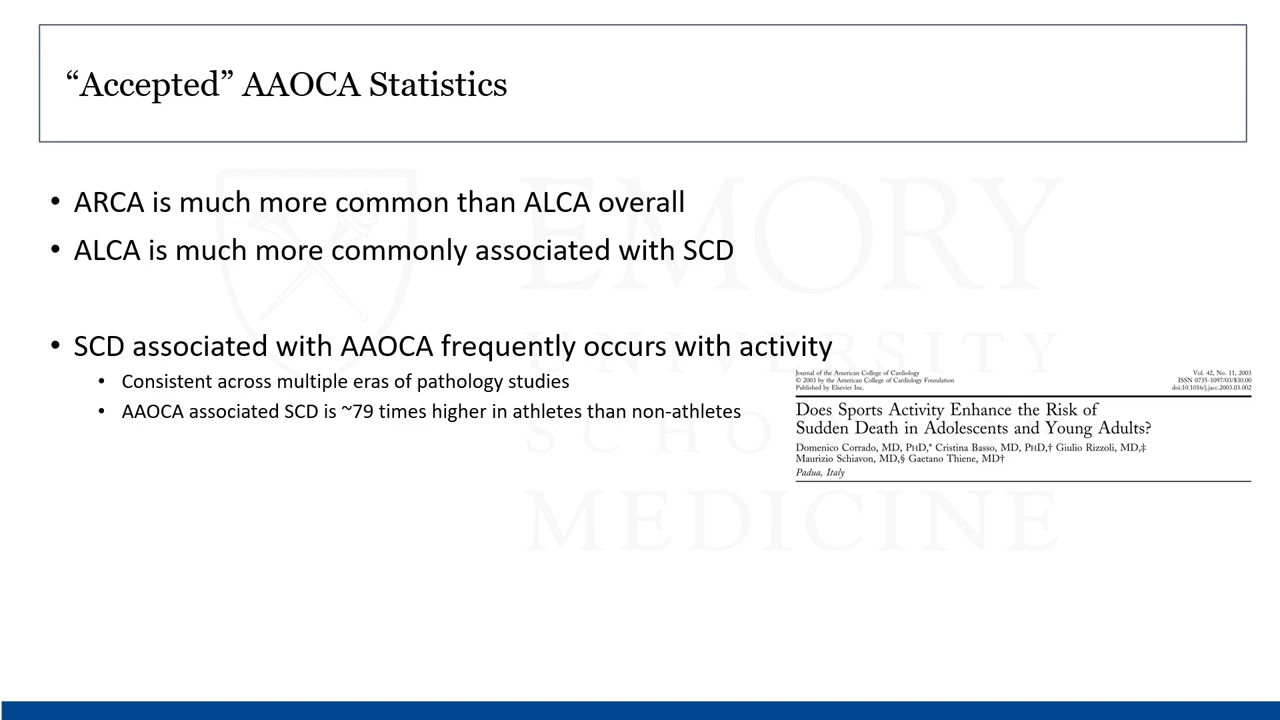 “Accepted” AAOCA Statistics
• ARCA is much more common than ALCA overall
• ALCA is much more commonly associated with SCD
• SCD associated with AAOCA frequently occurs with activity
• Consistent across multiple eras of pathology studies
• AAOCA associated SCD is ~79 times higher in athletes than non-athletes
Journal of the American College of Cardiology
© 2003 by the American College of Cardiology Foundation
Published by Elsevier Inc.
Vol. 42, No. 11, 2003
ISSN 0735-1097/03/$30.00
doi:10.1016/j.jacc.2003.03.002
Does Sports Activity Enhance the Risk of
Sudden Death in Adolescents and Young Adults?
Domenico Corrado, MD, PHD,* Cristina Basso, MD, PHD,† Giulio Rizzoli, MD,‡
Maurizio Schiavon, MD,§ Gaetano Thiene, MD†
Padua, Italy
EMORY
UNIVERSITY
SCHO
MEDICINE